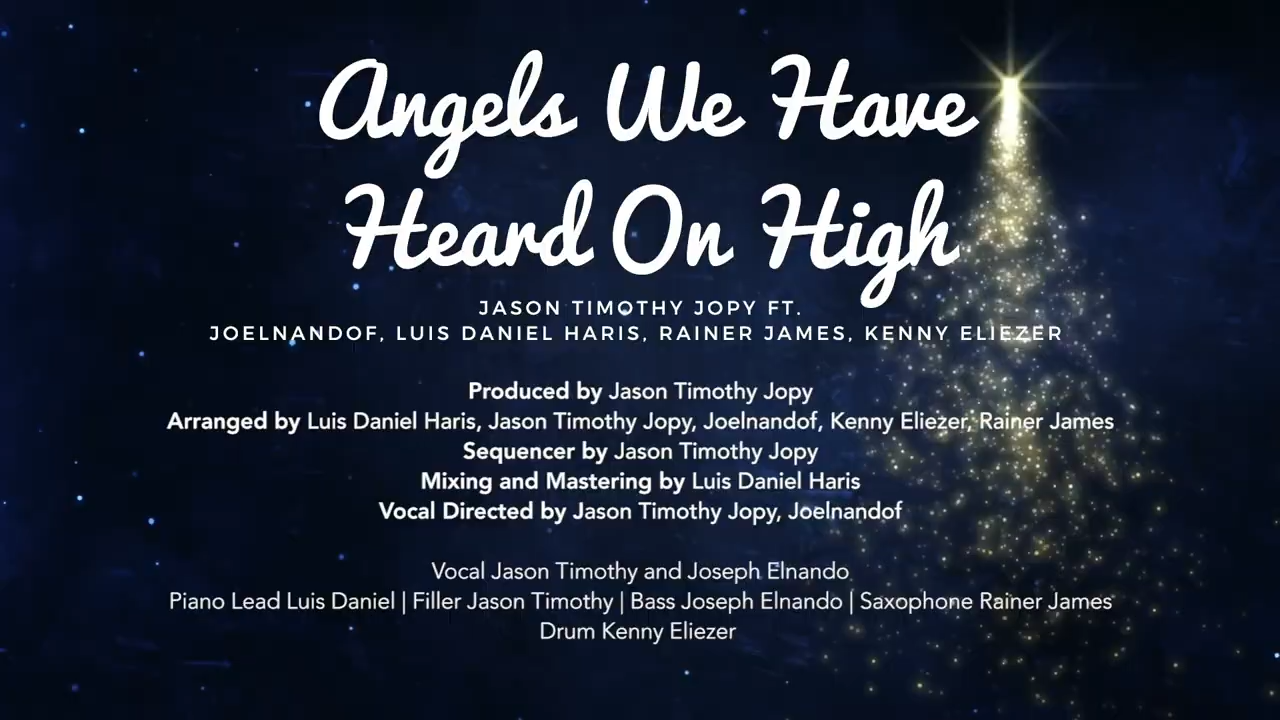 Angels We Have
Heard On High
JASON TIMOTHY JOPY FT.
JOELNANDOF, LUIS DANIEL HARIS, RAINER JAMES, KENNY ELIEZER
Produced by Jason Timothy Jopy
Arranged by Luis Daniel Haris, Jason Timothy Jopy, Joelnandof, Kenny Eliezer, Rainer James
Sequencer by Jason Timothy Jopy
Mixing and Mastering by Luis Daniel Haris
Vocal Directed by Jason Timothy Jopy, Joelnandof
Vocal Jason Timothy and Joseph Elnando
Piano Lead Luis Daniel | Filler Jason Timothy | Bass Joseph Elnando | Saxophone Rainer James
Drum Kenny Eliezer